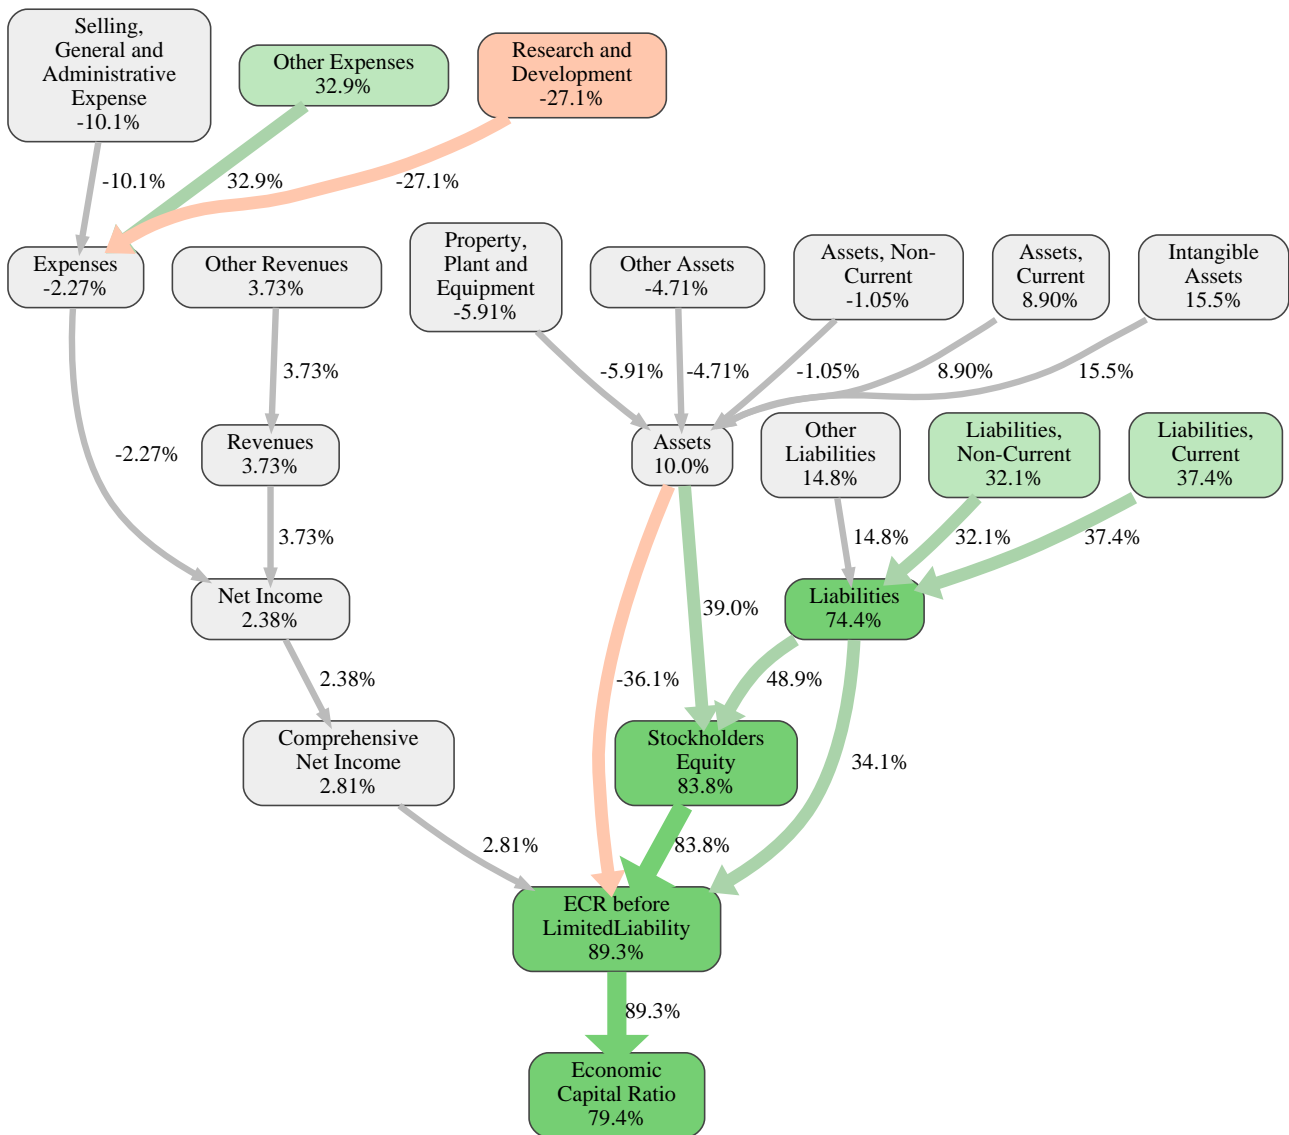 Selling,
General and
Administrative
Expense
-10.1%
Other Expenses
32.9%
Research and
Development
-27.1%
-10.1%
32.9%
-27.1%
Expenses
-2.27%
Other Revenues
3.73%
Property,
Plant and
Equipment
-5.91%
Other Assets
-4.71%
Assets, Non-
Current
-1.05%
Assets,
Current
8.90%
Intangible
Assets
15.5%
3.73%
-5.91%
-4.71%
-1.05%
8.90%
15.5%
-2.27%
Revenues
3.73%
Assets
10.0%
Other
Liabilities
14.8%
Liabilities,
Non-Current
32.1%
Liabilities,
Current
37.4%
3.73%
14.8%
32.1%
37.4%
Net Income
2.38%
39.0%
Liabilities
74.4%
2.38%
-36.1%
48.9%
Comprehensive
Net Income
2.81%
Stockholders
Equity
83.8%
34.1%
2.81%
83.8%
ECR before
LimitedLiability
89.3%
89.3%
Economic
Capital Ratio
79.4%